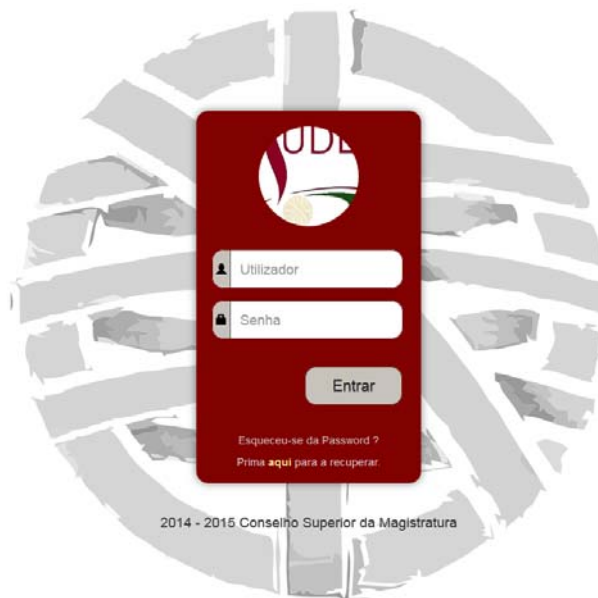 UDE
Utilizador
Senha
Entrar
Esqueceu-se da Password ?
Prima aqui para a recuperar.
2014 - 2015 Conselho Superior da Magistratura